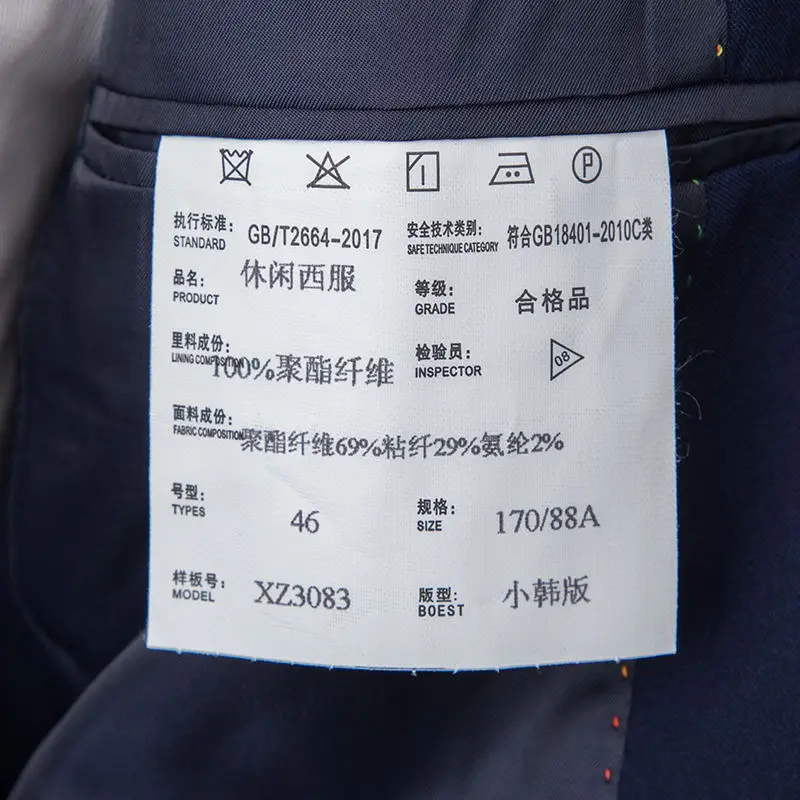 P
执行标准: GB/T2664-2017 安全技术类别: 符合GB18401-2010C类
STANDARD SAFE TECHNIQUE CATEGORY
品名: 休闲西服 等级: 合格品
PRODUCT GRADE
里料成份: 100%聚酯纤维 检验员: 08
LINING COMPOSITION INSPECTOR
面料成份: 聚酯纤维69%粘纤29%氨纶2%
FABRIC COMPOSITION
号型: 46 规格: 170/88A
TYPES SIZE
样板号: XZ3083 版型: 小韩版
MODEL BOEST